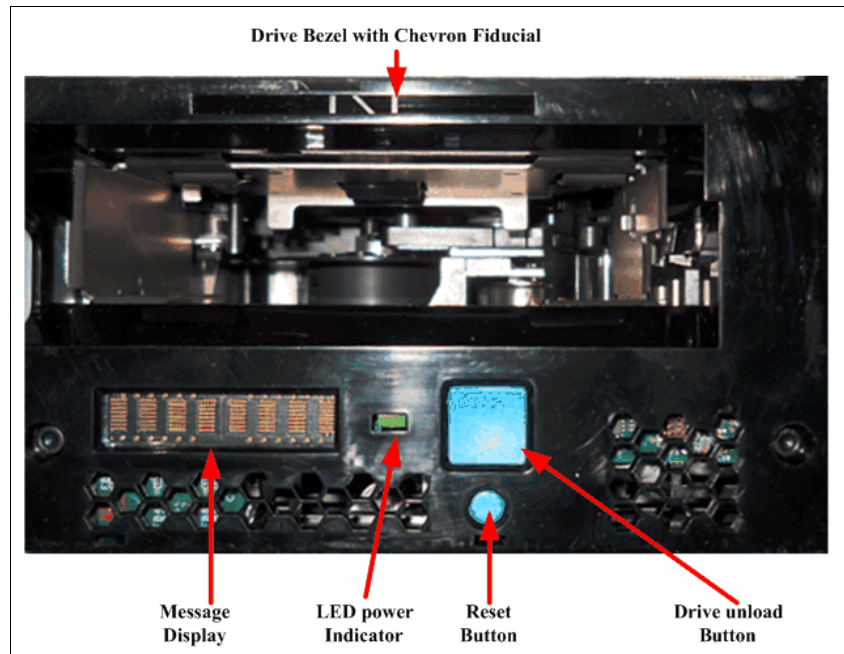 Drive Bezel with Chevron Fiducial
Message
Display
LED power
Indicator
Reset
Button
Drive unload
Button